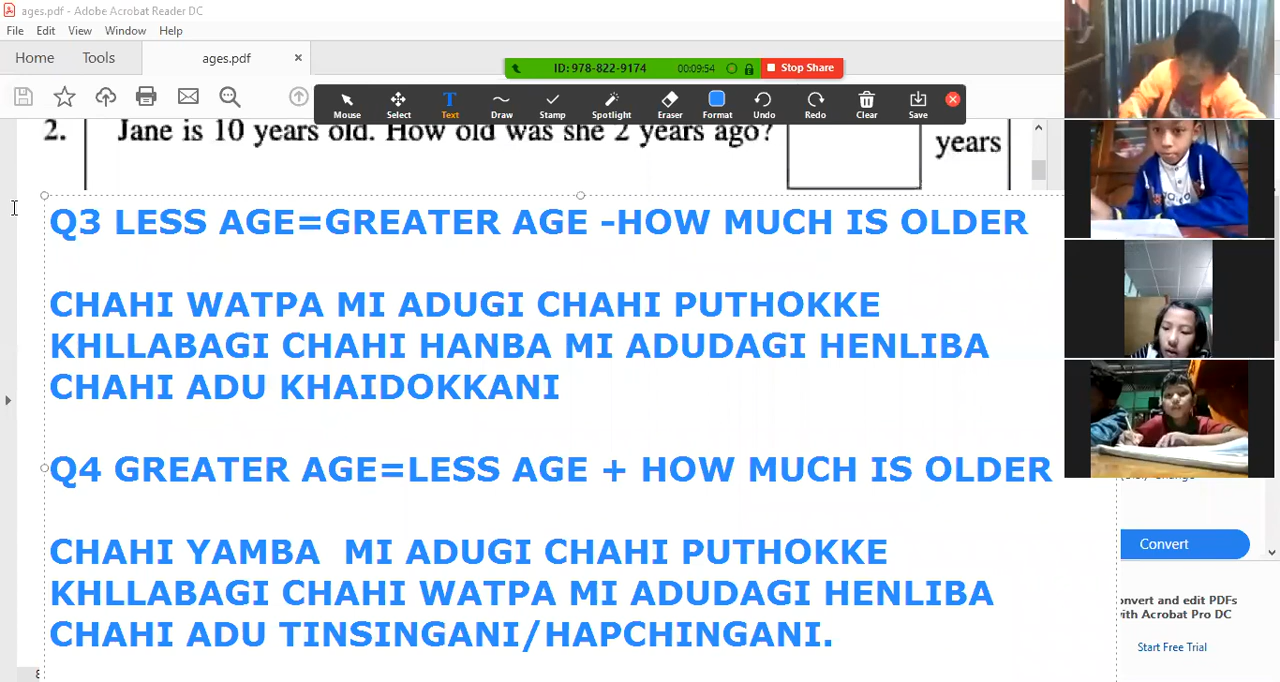 ages.pdf - Adobe Acrobat Reader DC
File Edit View Window Help
Home Tools ages.pdf ×
ID: 978-822-9174 00:09:54 Stop Share
Mouse Select Text Draw Stamp Spotlight Eraser Format Undo Redo Clear Save
2. Jane is 10 years old. How old was she 2 years ago? years
Q3 LESS AGE=GREATER AGE -HOW MUCH IS OLDER
CHAHI WATPA MI ADUGI CHAHI PUTHOKKE
KHLLABAGI CHAHI HANBA MI ADUDAGI HENLIBA
CHAHI ADU KHAIDOKKANI
Q4 GREATER AGE=LESS AGE + HOW MUCH IS OLDER
CHAHI YAMBA MI ADUGI CHAHI PUTHOKKE
KHLLABAGI CHAHI WATPA MI ADUDAGI HENLIBA
CHAHI ADU TINSINGANI/HAPCHINGANI.
Convert
and edit PDFs
Acrobat Pro DC
Start Free Trial